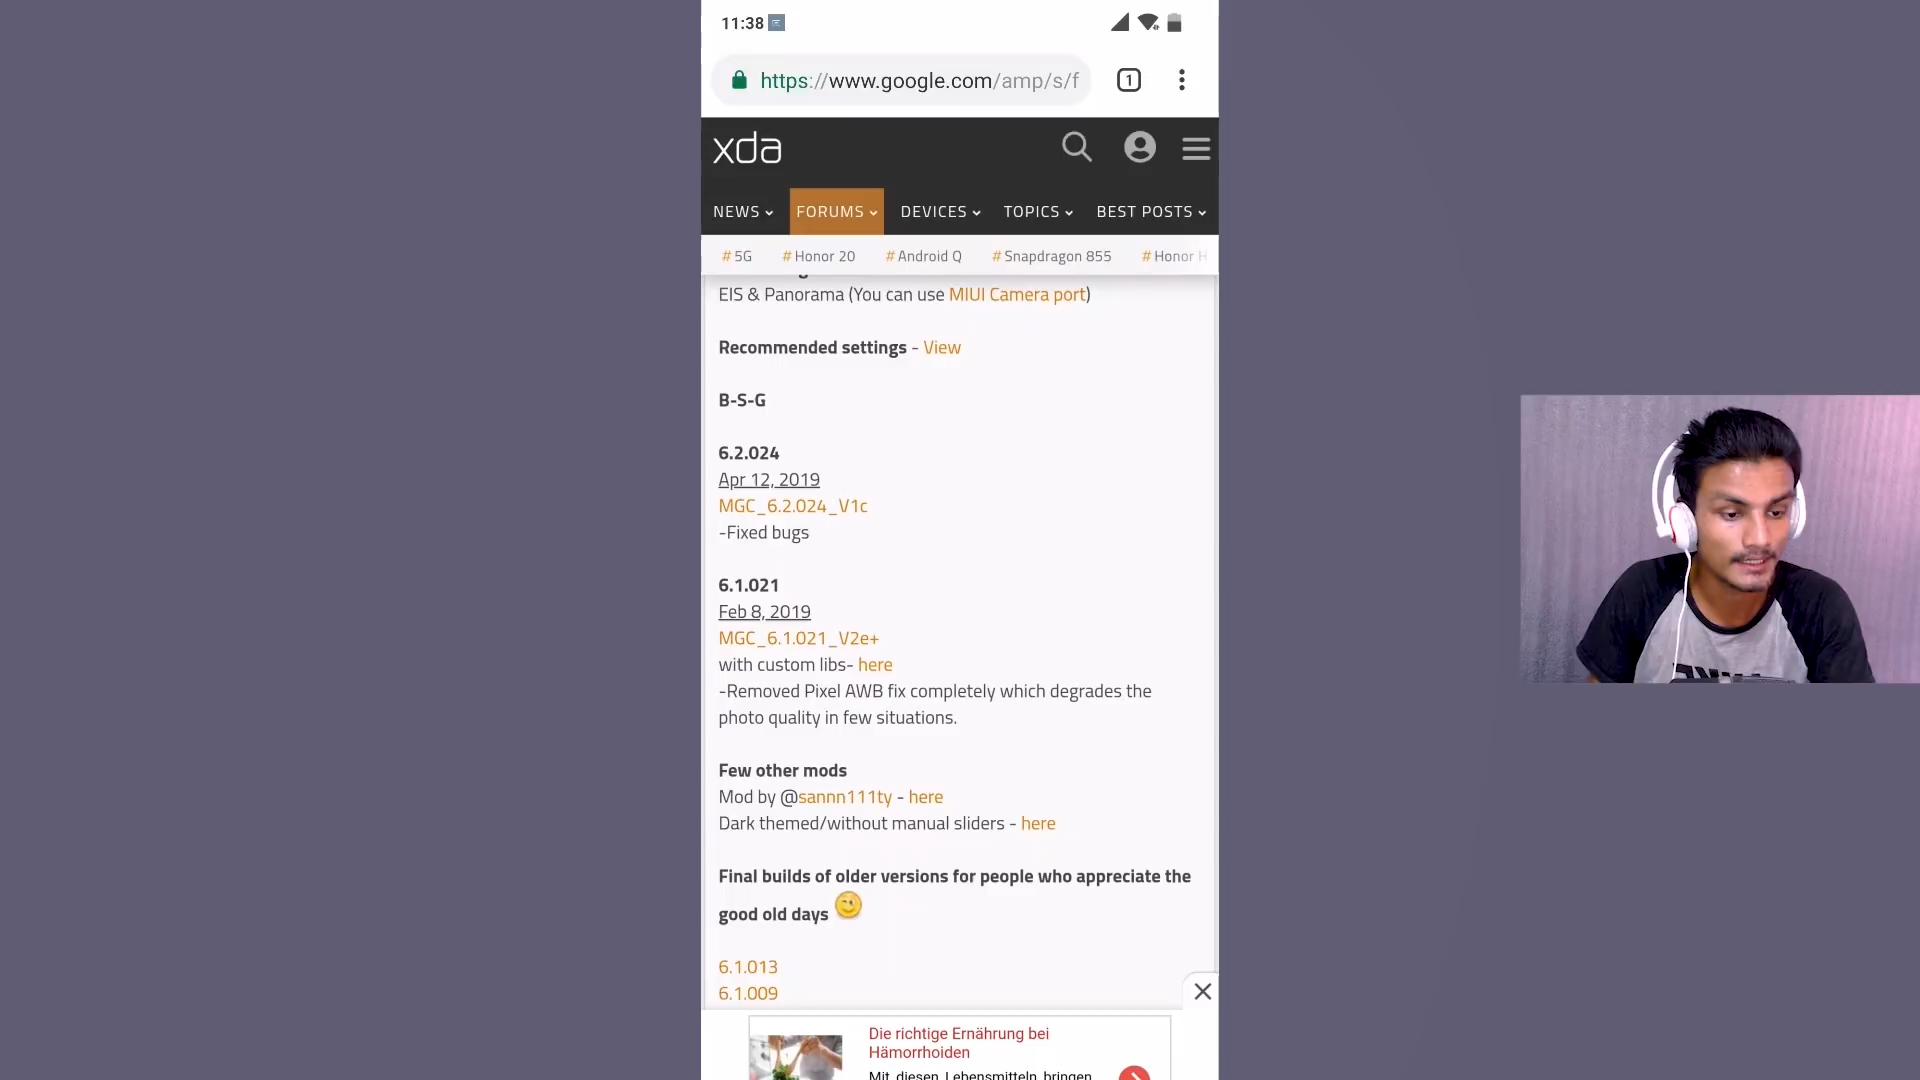 11:38
https://www.google.com/amp/s/f
1
xda
NEWS FORUMS DEVICES TOPICS BEST POSTS
#5G #Honor 20 #Android Q #Snapdragon 855 #Honor H
EIS & Panorama (You can use MIUI Camera port)
Recommended settings - View
B-S-G
6.2.024
Apr 12, 2019
MGC_6.2.024_V1c
-Fixed bugs
6.1.021
Feb 8, 2019
MGC_6.1.021_V2e+
with custom libs- here
-Removed Pixel AWB fix completely which degrades the
photo quality in few situations.
Few other mods
Mod by @sannn111ty - here
Dark themed/without manual sliders - here
Final builds of older versions for people who appreciate the
good old days
6.1.013
6.1.009
Die richtige Ernährung bei
Hämorrhoiden
Mit diesen Lebensmitteln bringen